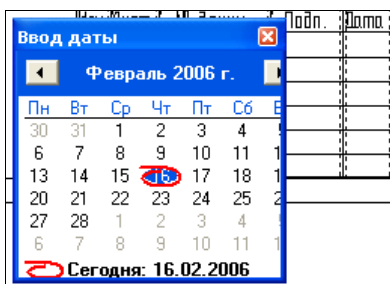 Подп. Дата
Ввод даты
Февраль 2006 г.
Пн Вт Ср Чт Пт Сб
30 31 1 2 3 4
6 7 8 9 10 11
13 14 15 16 17 18
20 21 22 23 24 25
27 28 1 2 3 4
6 7 8 9 10 11
Сегодня: 16.02.2006